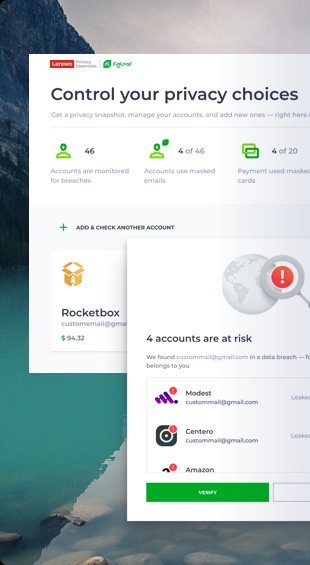 Lenovo Privacy Essentials FigLeaf
Control your privacy choices
Get a privacy snapshot, manage your accounts, and add new ones — right here
46
4 of 46
4 of 20
Accounts are monitored for breaches
Accounts use masked emails
Payment used masked cards
ADD & CHECK ANOTHER ACCOUNT
Rocketbox
customemail@gmai
$ 94.32
4 accounts are at risk
We found custommail@gmail.com in a data breach — fo
belongs to you
Modest
custommail@gmail.com
Leake
Centero
custommail@gmail.com
Leake
Amazon
VERIFY